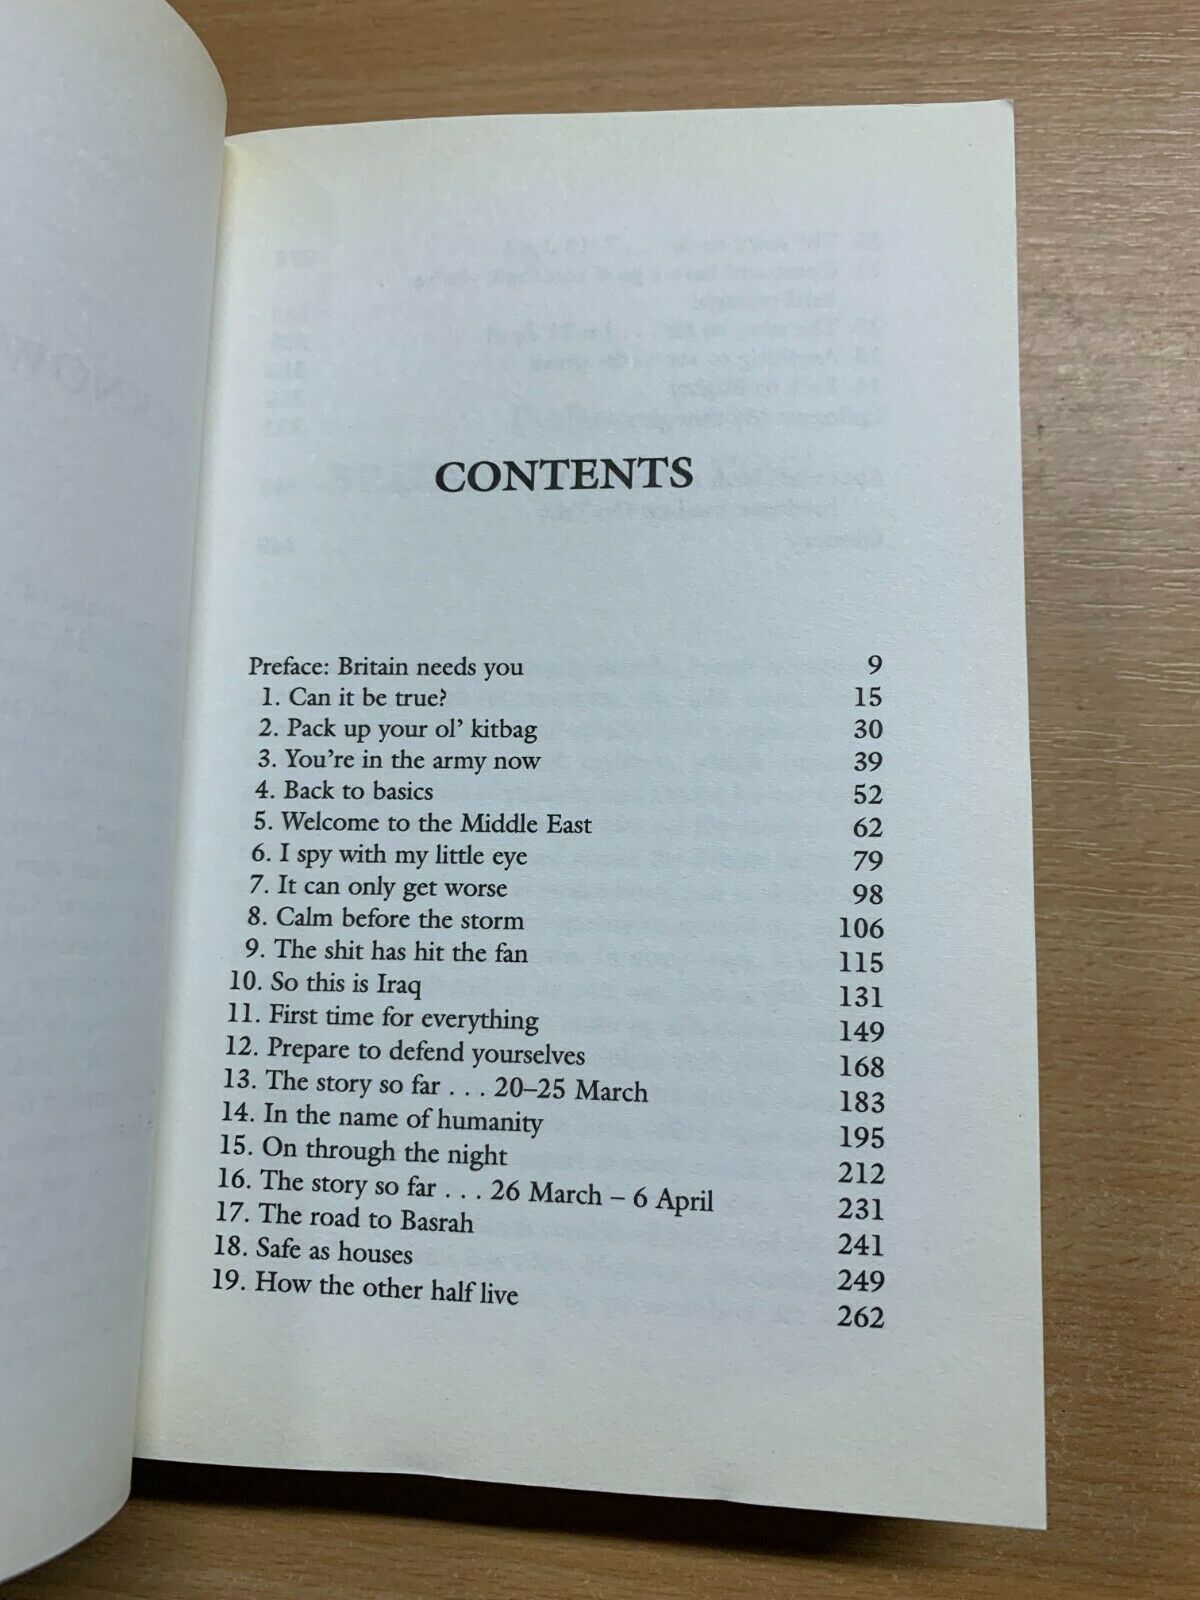 CONTENTS
Preface: Britain needs you 9
1. Can it be true? 15
2. Pack up your ol' kitbag 30
3. You're in the army now 39
4. Back to basics 52
5. Welcome to the Middle East 62
6. I spy with my little eye 79
7. It can only get worse 98
8. Calm before the storm 106
9. The shit has hit the fan 115
10. So this is Iraq 131
11. First time for everything 149
12. Prepare to defend yourselves 168
13. The story so far . . . 20–25 March 183
14. In the name of humanity 195
15. On through the night 212
16. The story so far . . . 26 March – 6 April 231
17. The road to Basrah 241
18. Safe as houses 249
19. How the other half live 262